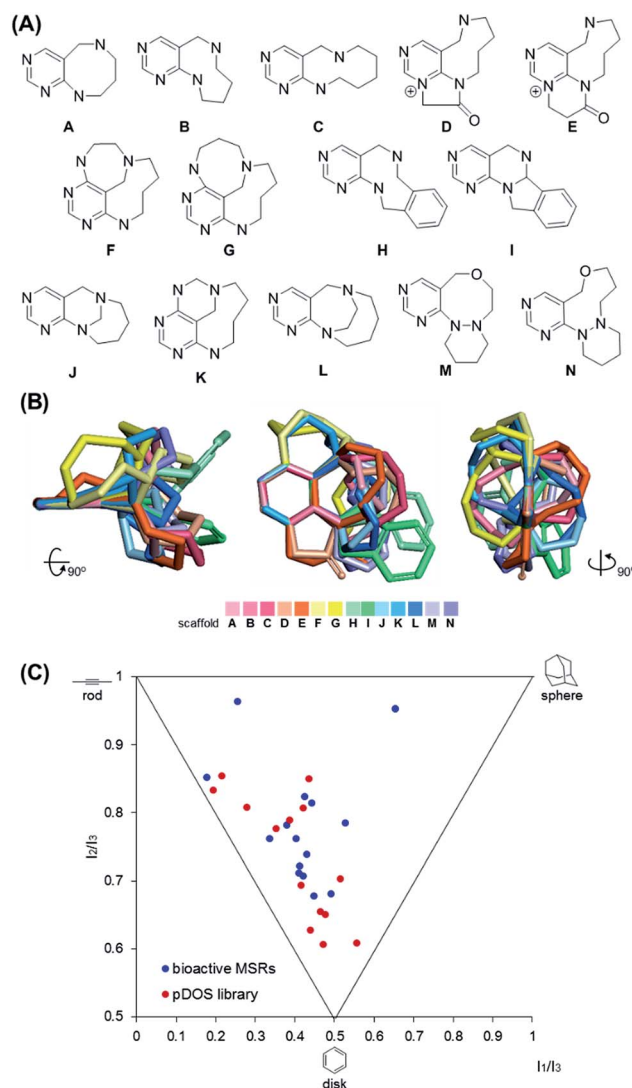 (A)
N N N N
A
N N N N
B
N N N N
C
N N N N + O
D
N N N N + O
E
N N N N N
F
N N N N N
G
N N N N
H
N N N N
I
N N N N
J
N N N N N
K
N N N N
L
O N N N N
M
O N N N N
N
(B)
90º
90º
scaffold A B C D E F G H I J K L M N
(C)
rod
sphere
1
0.9
0.8
0.7
0.6
0.5
I2/I3
bioactive MSRs
pDOS library
0 0.1 0.2 0.3 0.4 0.5 0.6 0.7 0.8 0.9 1
disk
I1/I3